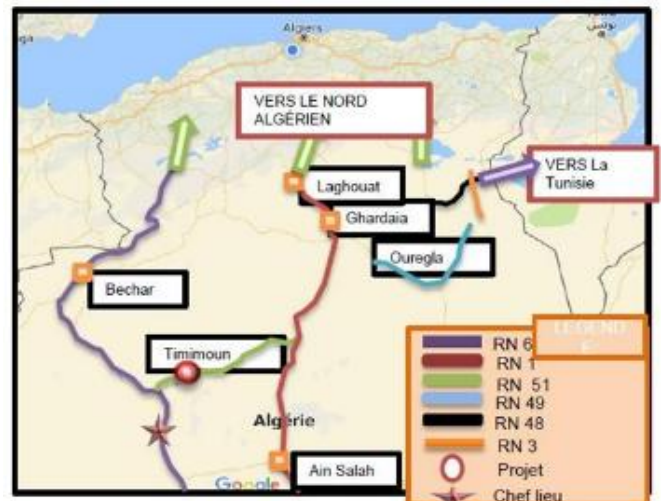 Algiers
VERS LE NORD
ALGÉRIEN
VERS La
Tunisie
Laghouat
Ghardaia
Ouregla
Bechar
Timimoun
Algérie
Ain Salah
Google
LEGEND
RN 6
RN 1
RN 51
RN 49
RN 48
RN 3
Projet
Chef lieu